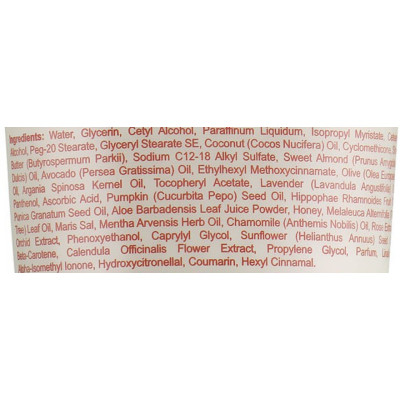 Ingredients: Water, Glycerin, Cetyl Alcohol, Paraffinum Liquidum, Isopropyl Myristate,
Alcohol, Peg-20 Stearate, Glyceryl Stearate SE, Coconut (Cocos Nucifera) Oil, Cyclomethicone,
Butter (Butyrospermum Parkii), Sodium C12-18 Alkyl Sulfate, Sweet Almond (Prunus
Dulcis) Oil, Avocado (Persea Gratissima) Oil, Ethylhexyl Methoxycinnamate, Olive (Olea
Oil, Argania Spinosa Kernel Oil, Tocopheryl Acetate, Lavender (Lavandula
Panthenol, Ascorbic Acid, Pumpkin (Cucurbita Pepo) Seed Oil, Hippophae Rhamnoides
Punica Granatum Seed Oil, Aloe Barbadensis Leaf Juice Powder, Honey, Melaleuca
Tree) Leaf Oil, Maris Sal, Mentha Arvensis Herb Oil, Chamomile (Anthemis Nobilis) Oil,
Orchid Extract, Phenoxyethanol, Caprylyl Glycol, Sunflower (Helianthus Annuus) Seed
Beta-Carotene, Calendula Officinalis Flower Extract, Propylene Glycol, Parfum,
Alpha-Isomethyl Ionone, Hydroxycitronellal, Coumarin, Hexyl Cinnamal.